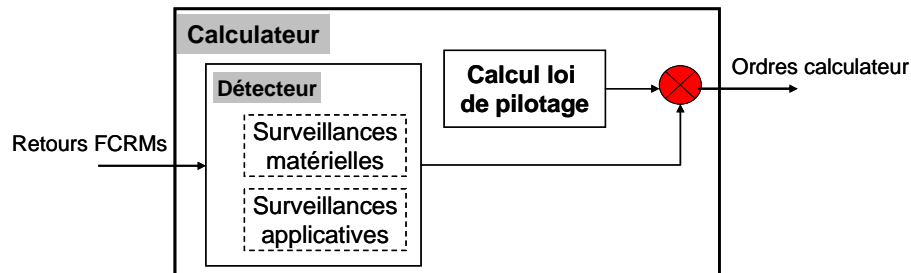 Calculateur
Détecteur
Surveillances
matérielles
Surveillances
applicatives
Calcul loi
de pilotage
Ordres calculateur
Retours FCRMs